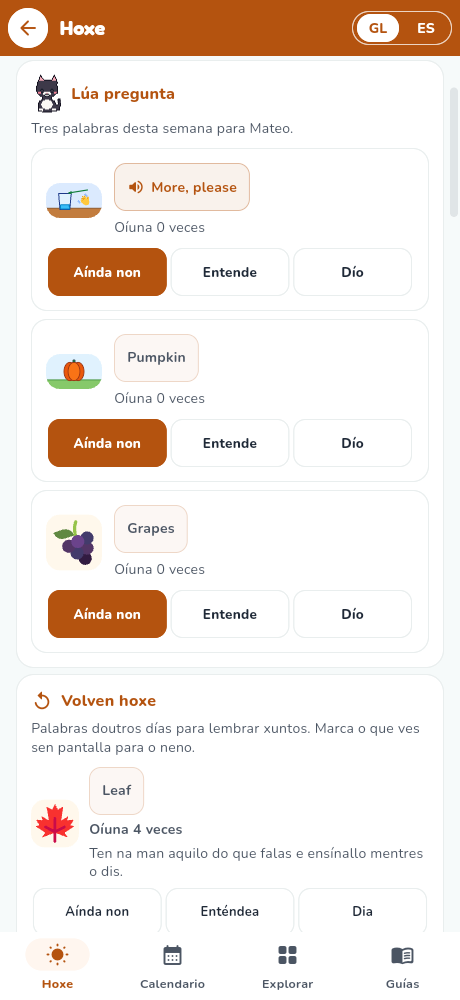 Hoxe
GL ES
Lúa pregunta
Tres palabras desta semana para Mateo.
More, please
Oíuna 0 veces
Aínda non Entende Dío
Pumpkin
Oíuna 0 veces
Aínda non Entende Dío
Grapes
Oíuna 0 veces
Aínda non Entende Dío
Volven hoxe
Palabras doutros días para lembrar xuntos. Marca o que ves
sen pantalla para o neno.
Leaf
Oíuna 4 veces
Ten na man aquilo do que falas e ensínallo mentres
o dis.
Aínda non Enténdea Dia
Hoxe Calendario Explorar Guías